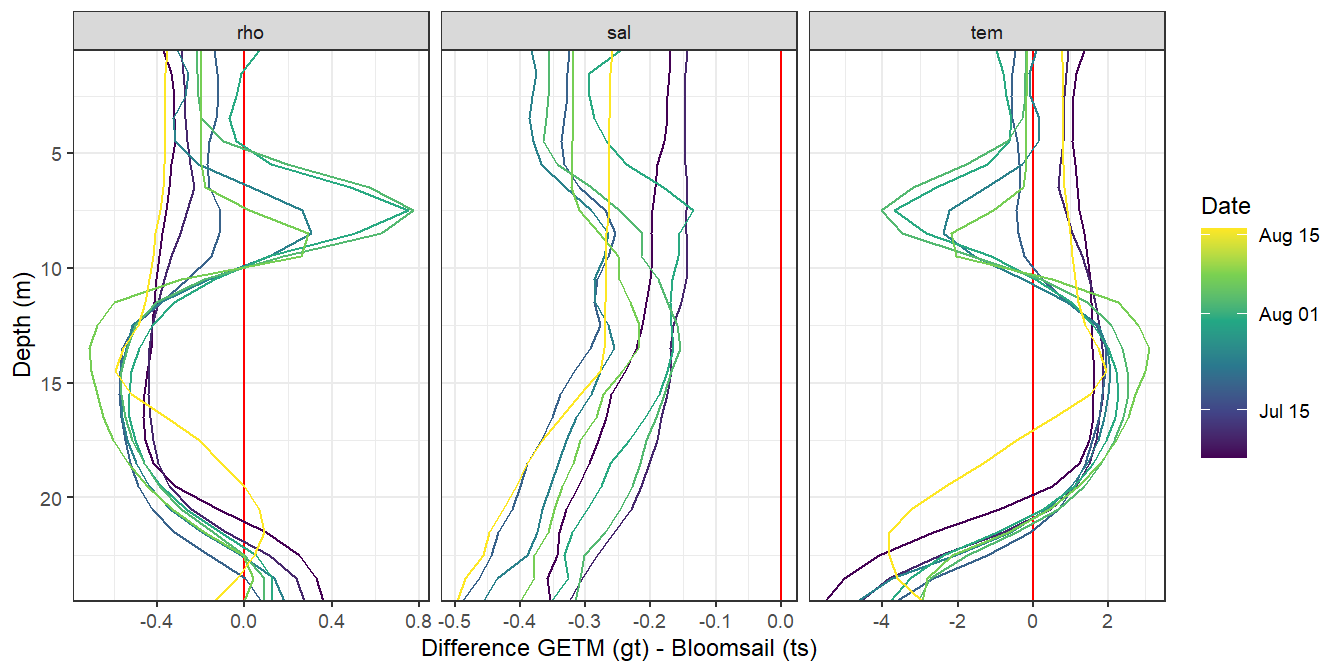 rho sal tem
Depth (m)
5
10
15
20
-0.4 0.0 0.4 0.8 -0.5 -0.4 -0.3 -0.2 -0.1 0.0 -4 -2 0 2
Difference GETM (gt) - Bloomsail (ts)
Date
Aug 15
Aug 01
Jul 15